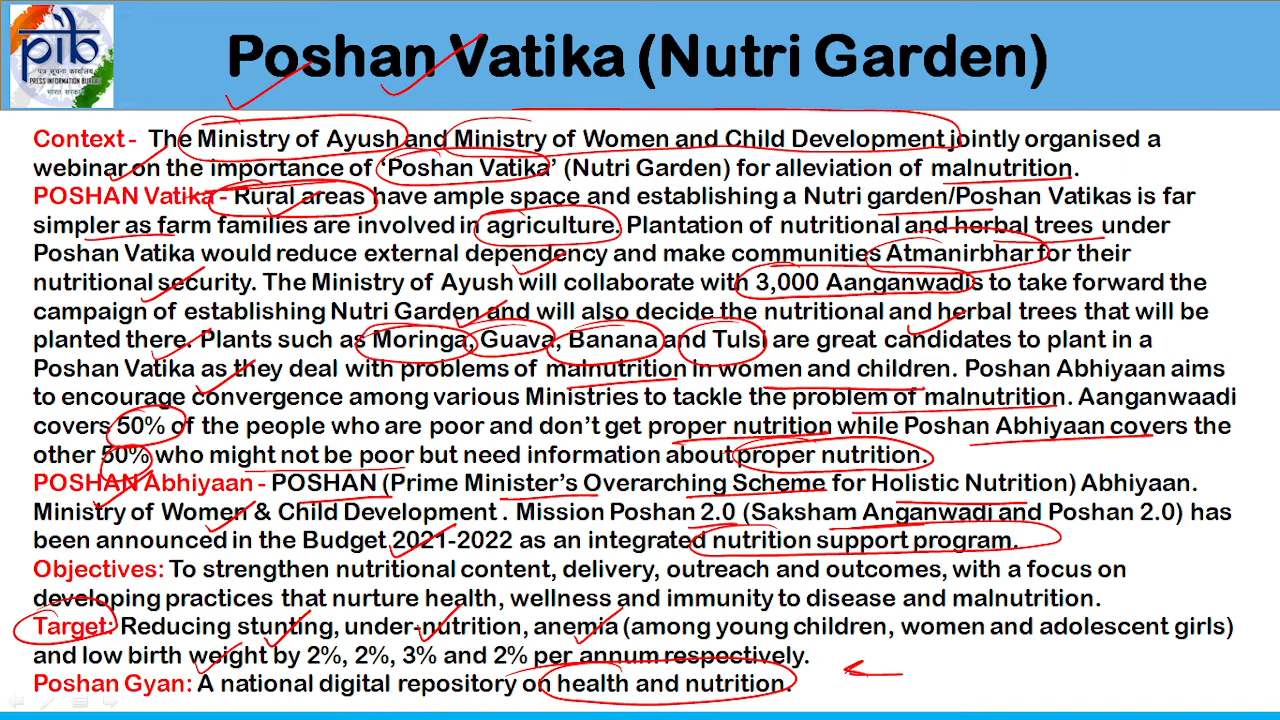 pib
पत्र सूचना कार्यालय
PRESS INFORMATION BUREAU
भारत सरकार
Poshan Vatika (Nutri Garden)
Context - The Ministry of Ayush and Ministry of Women and Child Development jointly organised a
webinar on the importance of ‘Poshan Vatika’ (Nutri Garden) for alleviation of malnutrition.
POSHAN Vatika - Rural areas have ample space and establishing a Nutri garden/Poshan Vatikas is far
simpler as farm families are involved in agriculture. Plantation of nutritional and herbal trees under
Poshan Vatika would reduce external dependency and make communities Atmanirbhar for their
nutritional security. The Ministry of Ayush will collaborate with 3,000 Aanganwadis to take forward the
campaign of establishing Nutri Garden and will also decide the nutritional and herbal trees that will be
planted there. Plants such as Moringa, Guava, Banana and Tulsi are great candidates to plant in a
Poshan Vatika as they deal with problems of malnutrition in women and children. Poshan Abhiyaan aims
to encourage convergence among various Ministries to tackle the problem of malnutrition. Aanganwaadi
covers 50% of the people who are poor and don’t get proper nutrition while Poshan Abhiyaan covers the
other 50% who might not be poor but need information about proper nutrition.
POSHAN Abhiyaan - POSHAN (Prime Minister’s Overarching Scheme for Holistic Nutrition) Abhiyaan.
Ministry of Women & Child Development . Mission Poshan 2.0 (Saksham Anganwadi and Poshan 2.0) has
been announced in the Budget 2021-2022 as an integrated nutrition support program.
Objectives: To strengthen nutritional content, delivery, outreach and outcomes, with a focus on
developing practices that nurture health, wellness and immunity to disease and malnutrition.
Target: Reducing stunting, under-nutrition, anemia (among young children, women and adolescent girls)
and low birth weight by 2%, 2%, 3% and 2% per annum respectively.
Poshan Gyan: A national digital repository on health and nutrition.